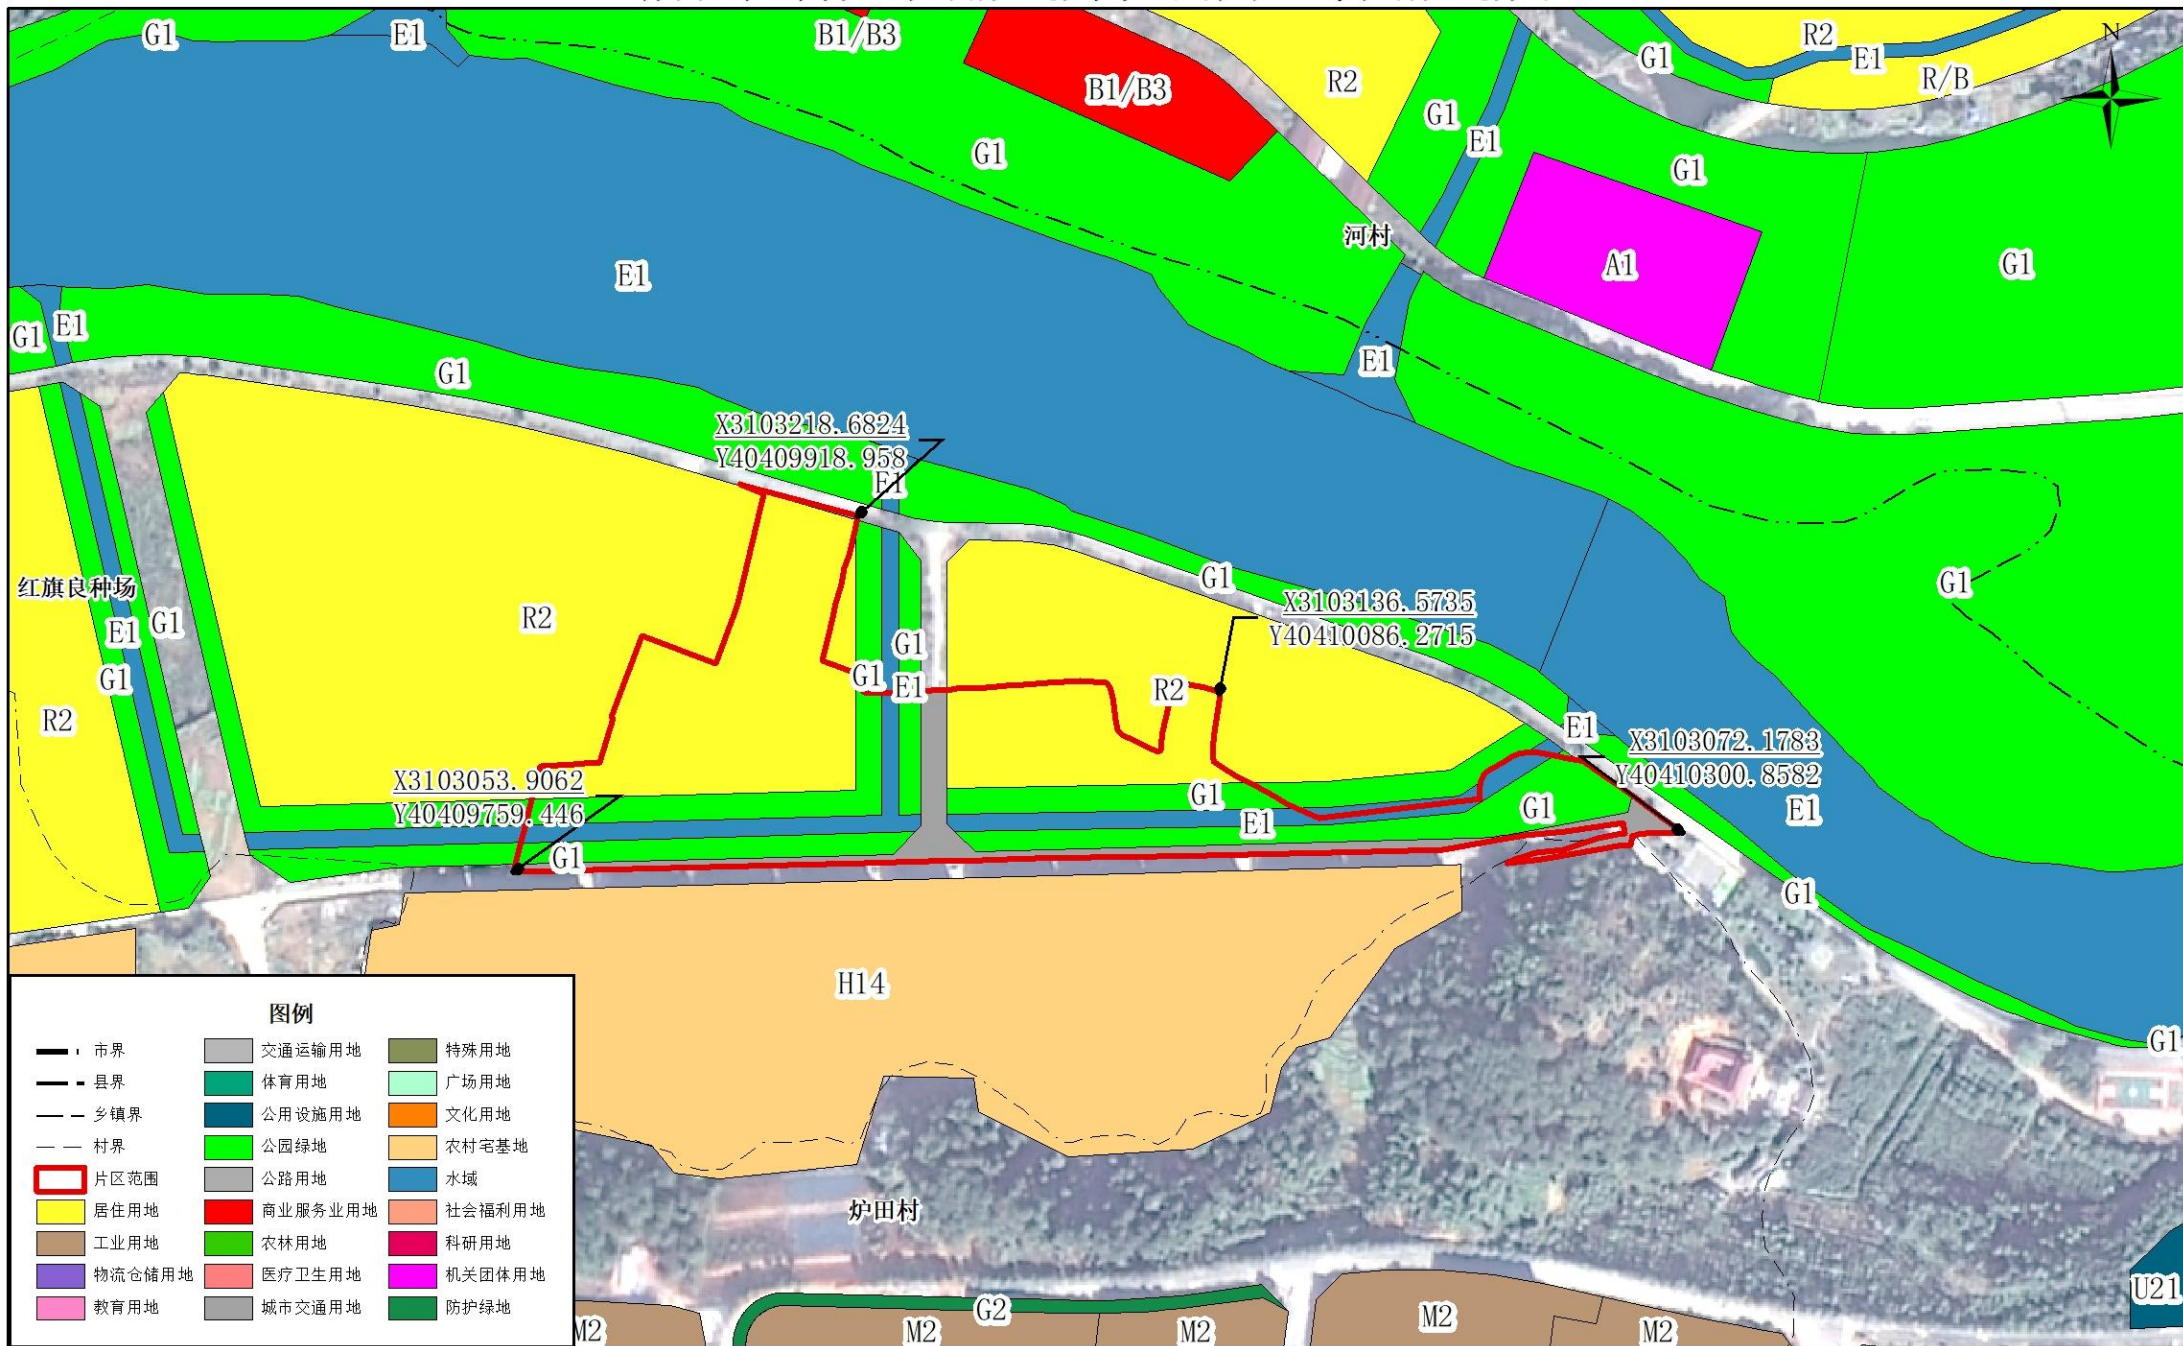 G1
E1
B1/B3
B1/B3
R2
G1
R2
E1
R/B
N
G1
E1
G1
G1
河村
A1
G1
E1
E1
G1
E1
G1
X3103218.6824
Y40409918.958
E1
G1
G1
X3103136.5735
Y40410086.2715
红旗良种场
R2
E1
G1
G1
R2
G1
G1
E1
R2
E1
X3103072.1783
Y40410300.8582
E1
X3103053.9062
Y40409759.446
G1
E1
G1
G1
G1
H14
G1
图例
市界
交通运输用地
特殊用地
县界
体育用地
广场用地
乡镇界
公用设施用地
文化用地
村界
公园绿地
农村宅基地
片区范围
公路用地
水域
居住用地
商业服务业用地
社会福利用地
工业用地
农林用地
科研用地
物流仓储用地
医疗卫生用地
机关团体用地
教育用地
城市交通用地
防护绿地
炉田村
U21
G2
M2
M2
M2
M2
M2